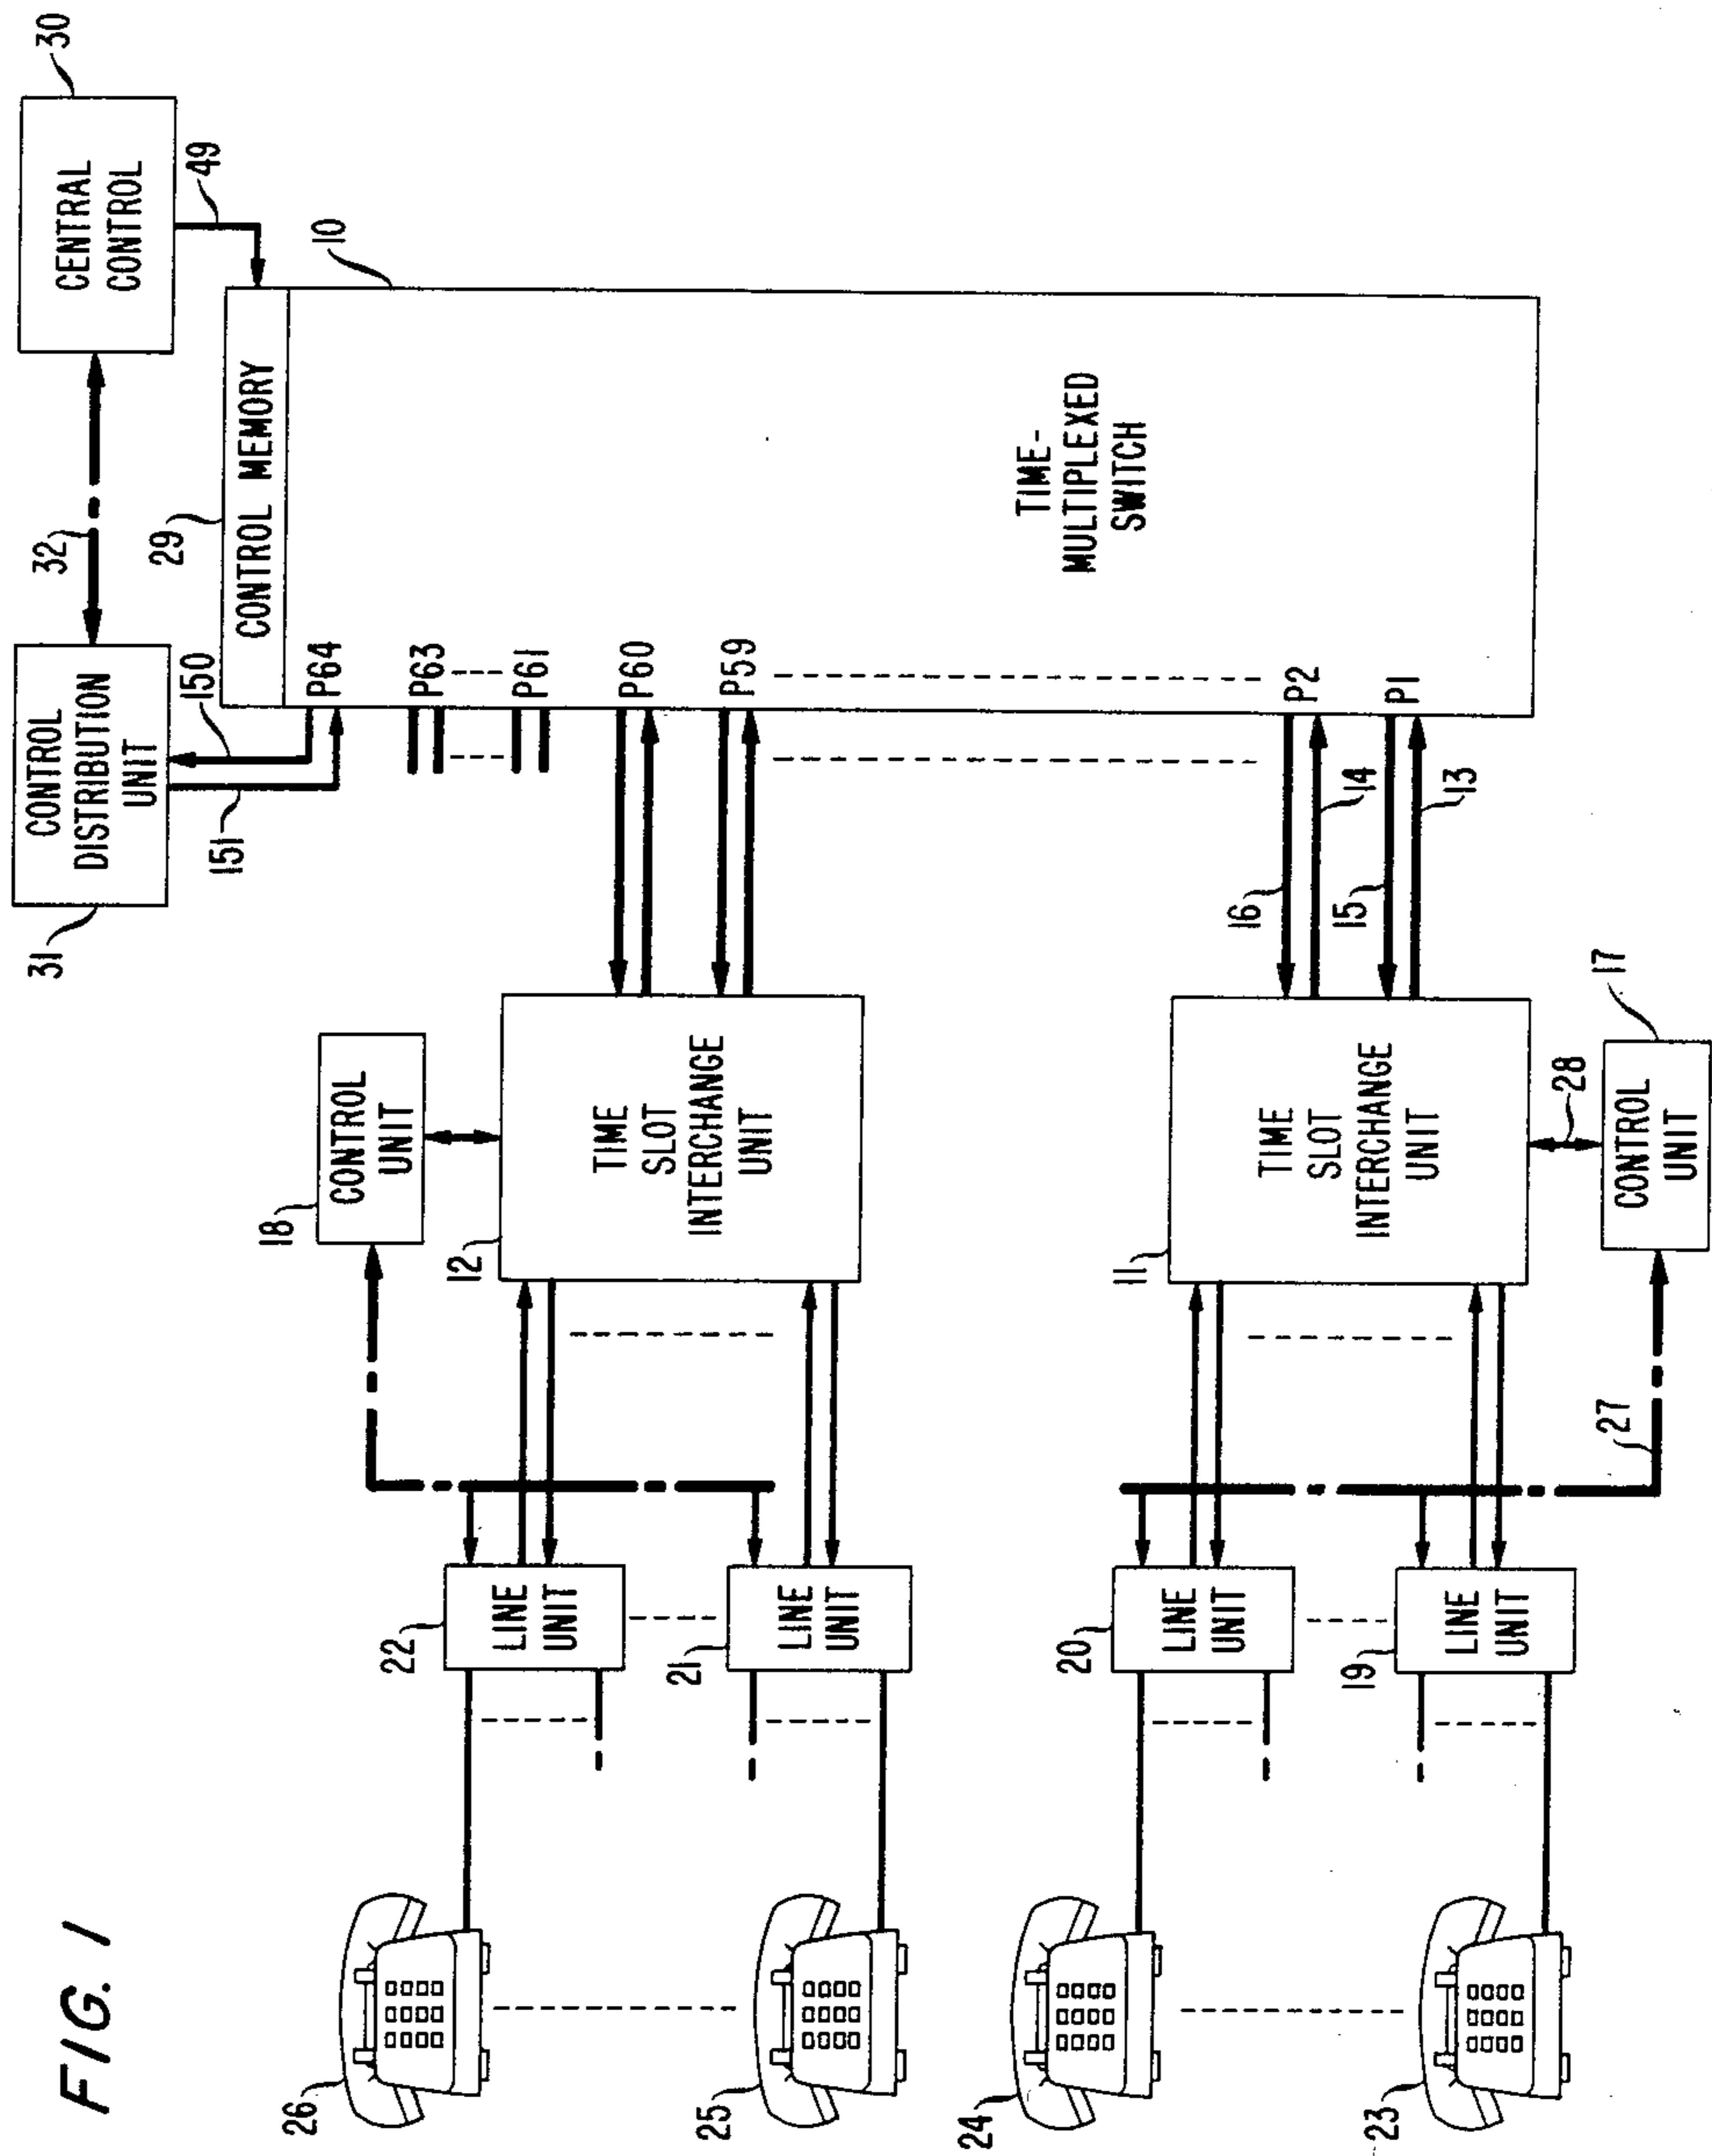 FIG. 1
30
CENTRAL
CONTROL
49
32
31
CONTROL
DISTRIBUTION
UNIT
150
151
29
CONTROL MEMORY
10
P64
P63
P61
P60
P59
P2
P1
TIME-
MULTIPLEXED
SWITCH
16
14
15
13
18
CONTROL
UNIT
12
TIME
SLOT
INTERCHANGE
UNIT
11
TIME
SLOT
INTERCHANGE
UNIT
28
17
CONTROL
UNIT
27
22
LINE
UNIT
21
LINE
UNIT
20
LINE
UNIT
19
LINE
UNIT
26
25
24
23